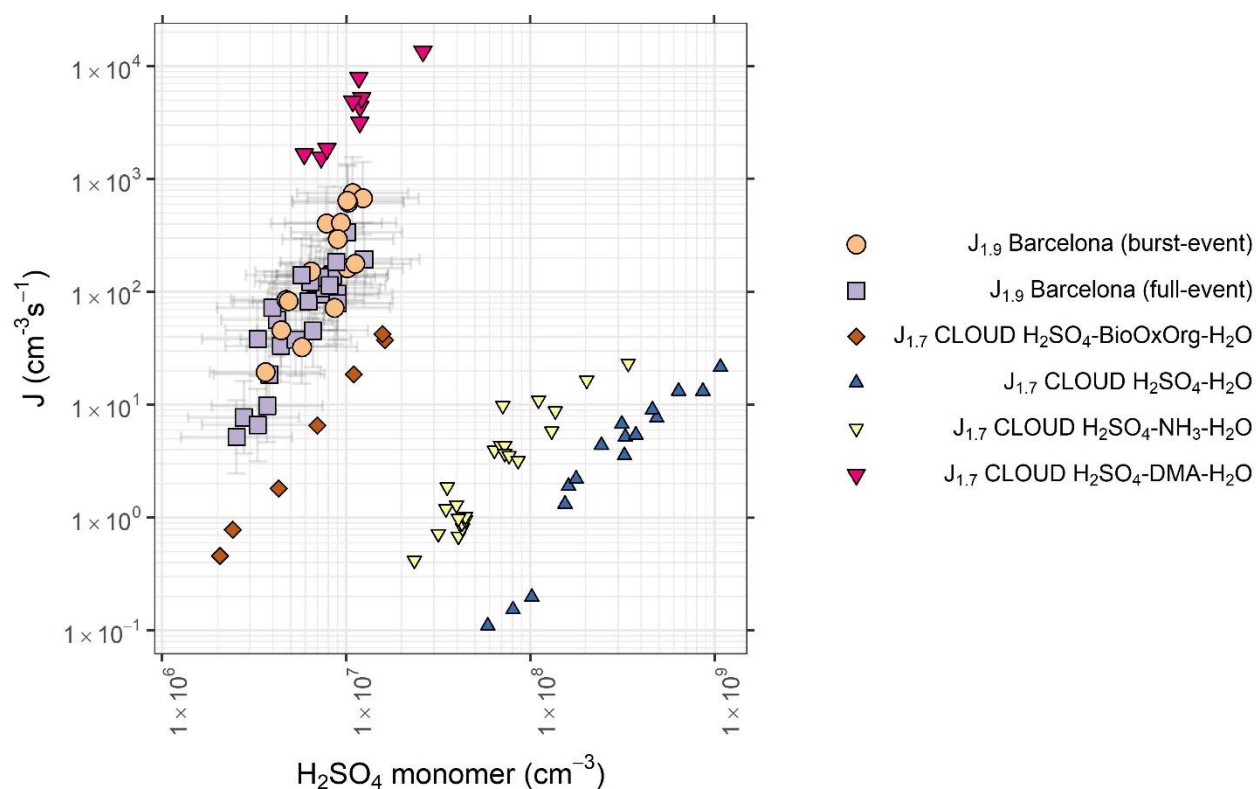 J (cm⁻³s⁻¹)
1 × 10⁴
1 × 10³
1 × 10²
1 × 10¹
1 × 10⁰
1 × 10⁻¹
1 × 10⁶
1 × 10⁷
1 × 10⁸
1 × 10⁹
H₂SO₄ monomer (cm⁻³)
J₁.₉ Barcelona (burst-event)
J₁.₉ Barcelona (full-event)
J₁.₇ CLOUD H₂SO₄-BioOxOrg-H₂O
J₁.₇ CLOUD H₂SO₄-H₂O
J₁.₇ CLOUD H₂SO₄-NH₃-H₂O
J₁.₇ CLOUD H₂SO₄-DMA-H₂O